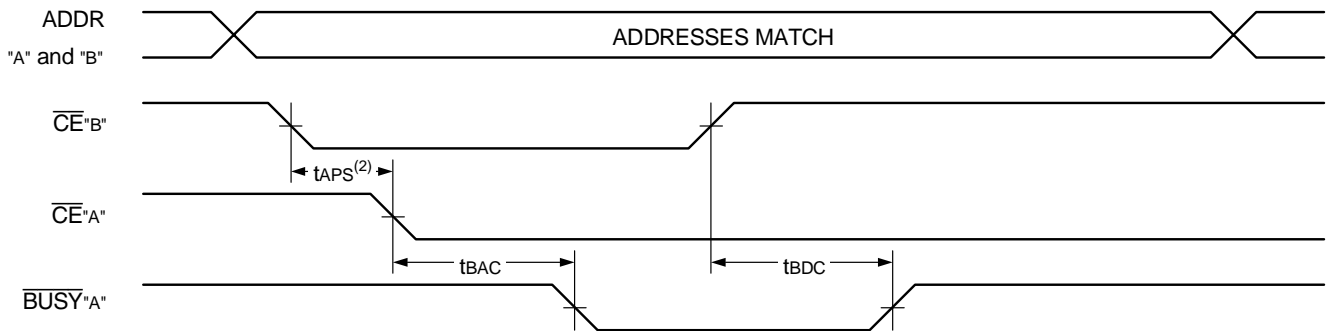 ADDR
"A" and "B"
ADDRESSES MATCH
CE"B"
tAPS(2)
CE"A"
tBAC
tBDC
BUSY"A"